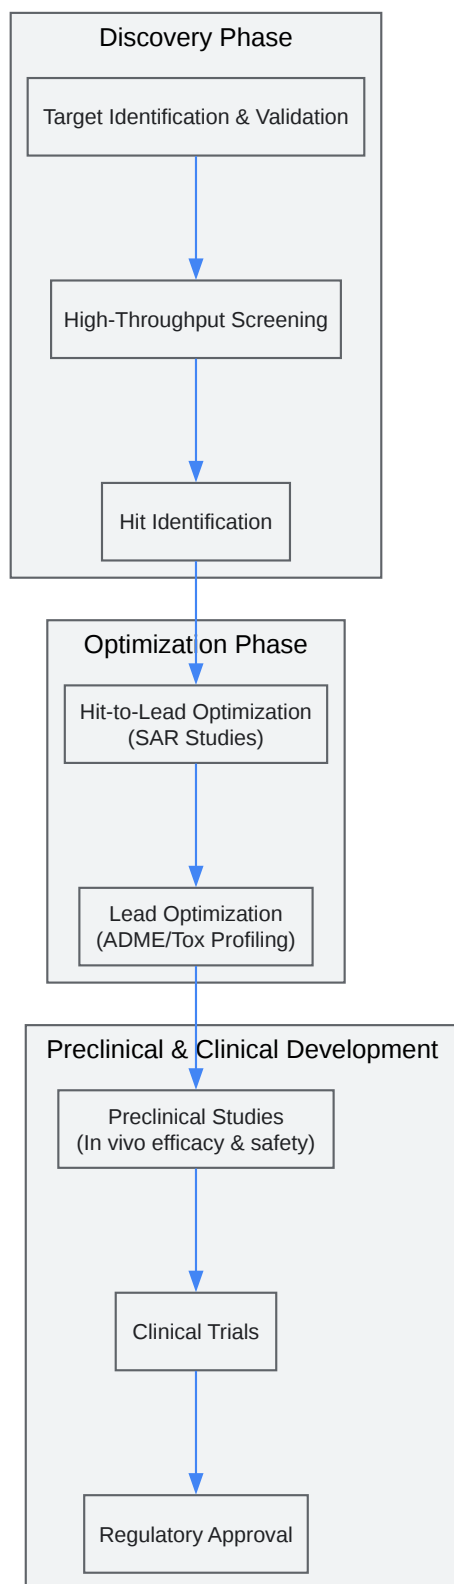 Discovery Phase
Target Identification & Validation
High-Throughput Screening
Hit Identification
Optimization Phase
Hit-to-Lead Optimization
(SAR Studies)
Lead Optimization
(ADME/Tox Profiling)
Preclinical & Clinical Development
Preclinical Studies
(In vivo efficacy & safety)
Clinical Trials
Regulatory Approval